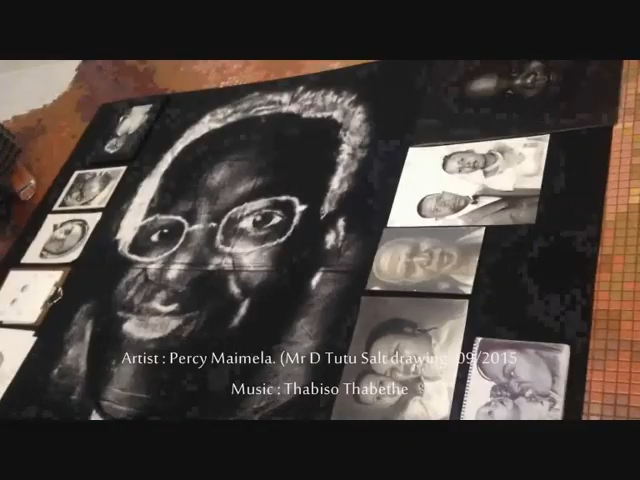 Artist : Percy Maimela. (Mr D Tutu Salt drawing 09/2015
Music : Thabiso Thabethe